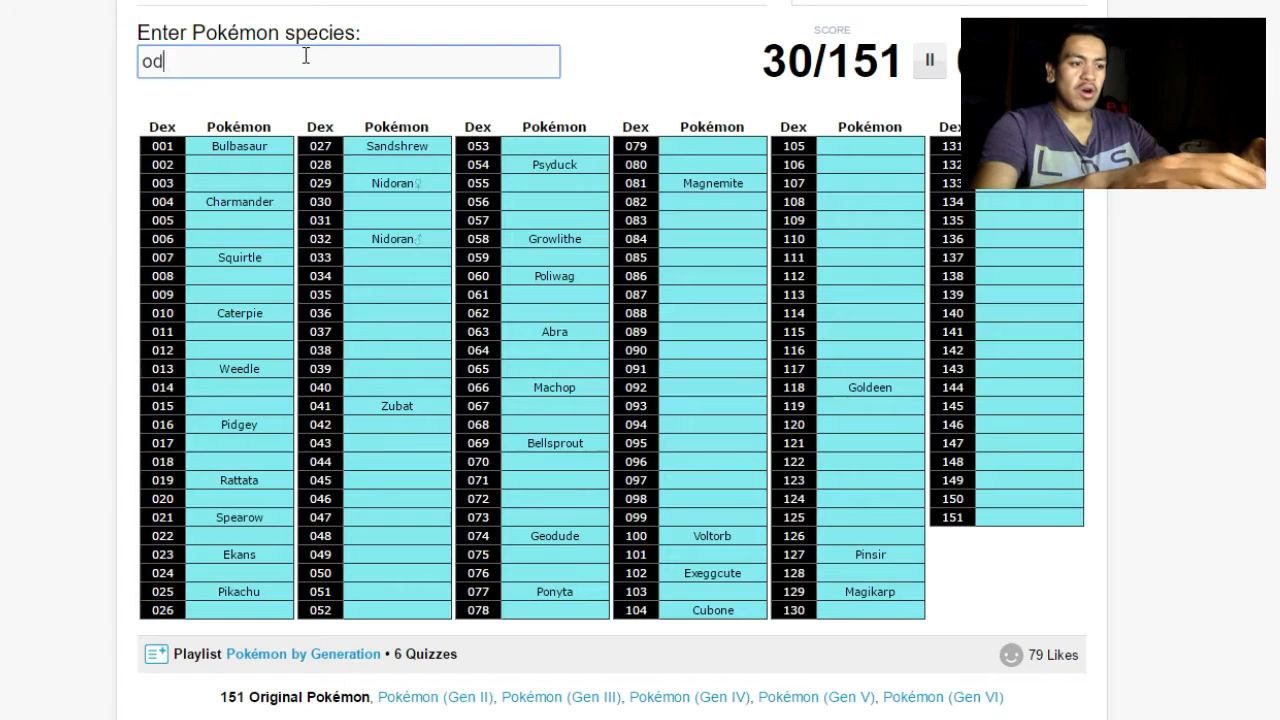 Enter Pokémon species:
od
SCORE
30/151
Dex Pokémon Dex Pokémon Dex Pokémon Dex Pokémon Dex Pokémon Dex
001 Bulbasaur 027 Sandshrew 053 079 105 131
002 028 054 Psyduck 080 106 132
003 029 Nidoran♀ 055 081 Magnemite 107 133
004 Charmander 030 056 082 108 134
005 031 057 083 109 135
006 032 Nidoran♂ 058 Growlithe 084 110 136
007 Squirtle 033 059 085 111 137
008 034 060 Poliwag 086 112 138
009 035 061 087 113 139
010 Caterpie 036 062 088 114 140
011 037 063 Abra 089 115 141
012 038 064 090 116 142
013 Weedle 039 065 091 117 143
014 040 066 Machop 092 118 Goldeen 144
015 041 Zubat 067 093 119 145
016 Pidgey 042 068 094 120 146
017 043 069 Bellsprout 095 121 147
018 044 070 096 122 148
019 Rattata 045 071 097 123 149
020 046 072 098 124 150
021 Spearow 047 073 099 125 151
022 048 074 Geodude 100 Voltorb 126
023 Ekans 049 075 101 127 Pinsir
024 050 076 102 Exeggcute 128
025 Pikachu 051 077 Ponyta 103 129 Magikarp
026 052 078 104 Cubone 130
Playlist Pokémon by Generation • 6 Quizzes
79 Likes
151 Original Pokémon, Pokémon (Gen II), Pokémon (Gen III), Pokémon (Gen IV), Pokémon (Gen V), Pokémon (Gen VI)